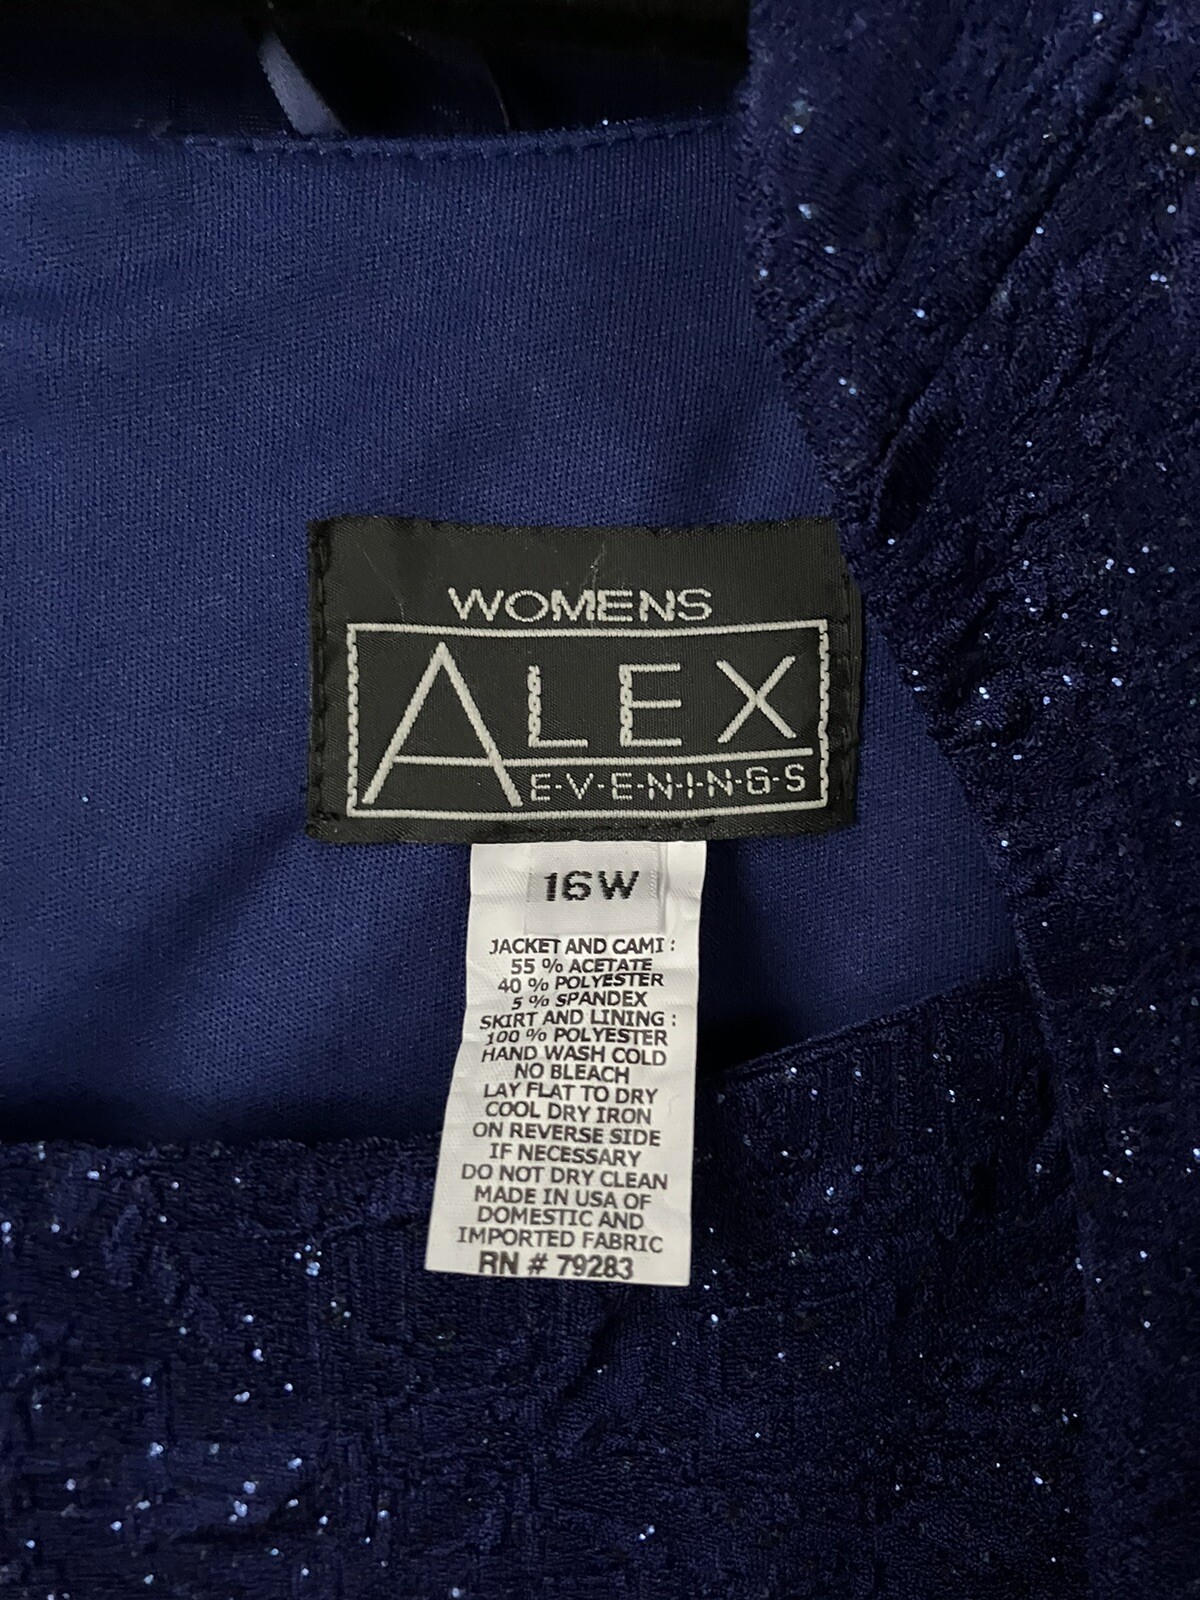 WOMENS
ALEX
E·V·E·N·I·N·G·S
16W
JACKET AND CAMI :
55 % ACETATE
40 % POLYESTER
5 % SPANDEX
SKIRT AND LINING :
100 % POLYESTER
HAND WASH COLD
NO BLEACH
LAY FLAT TO DRY
COOL DRY IRON
ON REVERSE SIDE
IF NECESSARY
DO NOT DRY CLEAN
MADE IN USA OF
DOMESTIC AND
IMPORTED FABRIC
RN # 79283